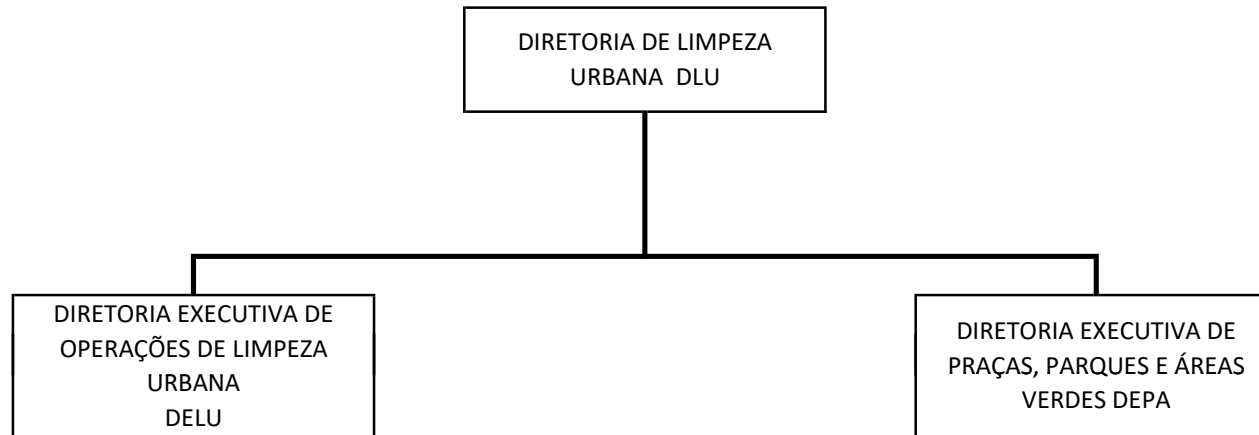 DIRETORIA DE LIMPEZA
URBANA  DLU
DIRETORIA EXECUTIVA DE
OPERAÇÕES DE LIMPEZA
URBANA
DELU
DIRETORIA EXECUTIVA DE
PRAÇAS, PARQUES E ÁREAS
VERDES DEPA